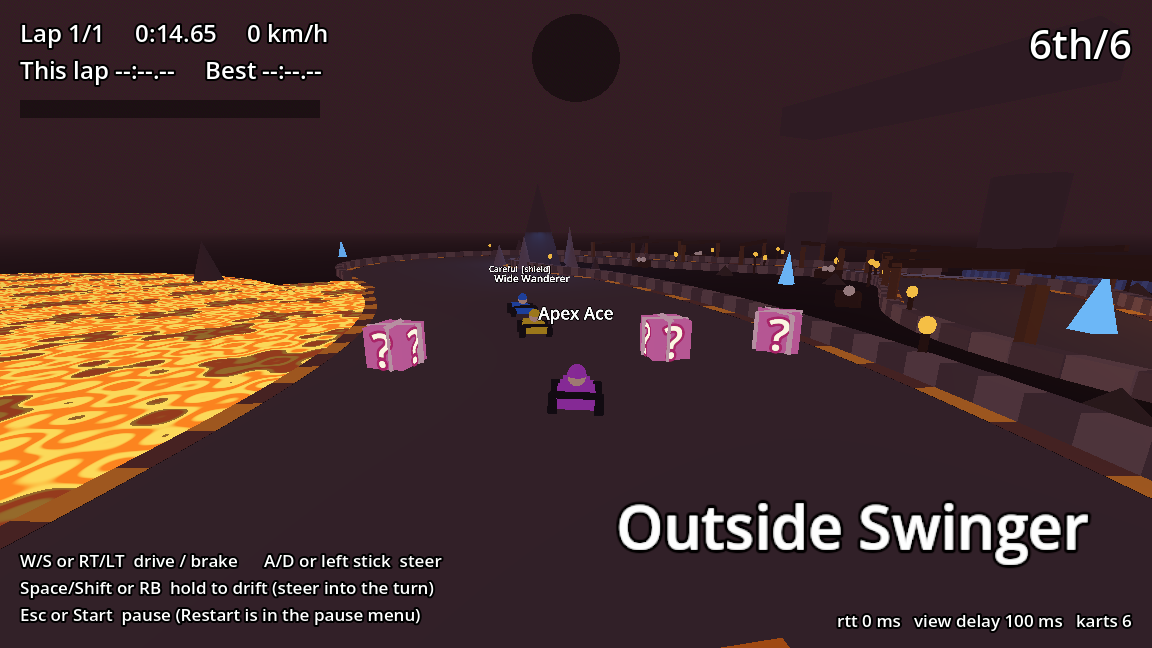 Lap 1/1 0:14.65 0 km/h
6th/6
This lap --:--.-- Best --:--.--
Careful [shield]
Wide Wanderer
Apex Ace
? ? ? ? ?
Outside Swinger
W/S or RT/LT drive / brake A/D or left stick steer
Space/Shift or RB hold to drift (steer into the turn)
Esc or Start pause (Restart is in the pause menu)
rtt 0 ms view delay 100 ms karts 6